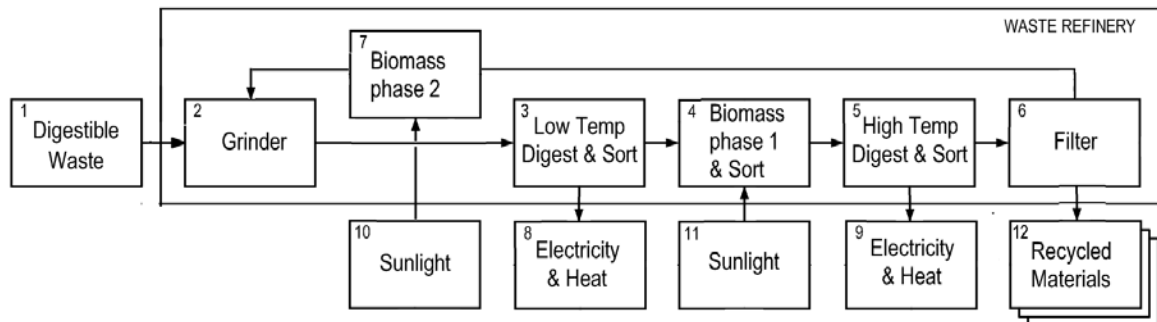 WASTE REFINERY
7
Biomass
phase 2
1
Digestible
Waste
2
Grinder
3
Low Temp
Digest & Sort
4
Biomass
phase 1
& Sort
5
High Temp
Digest & Sort
6
Filter
10
Sunlight
8
Electricity
& Heat
11
Sunlight
9
Electricity
& Heat
12
Recycled
Materials